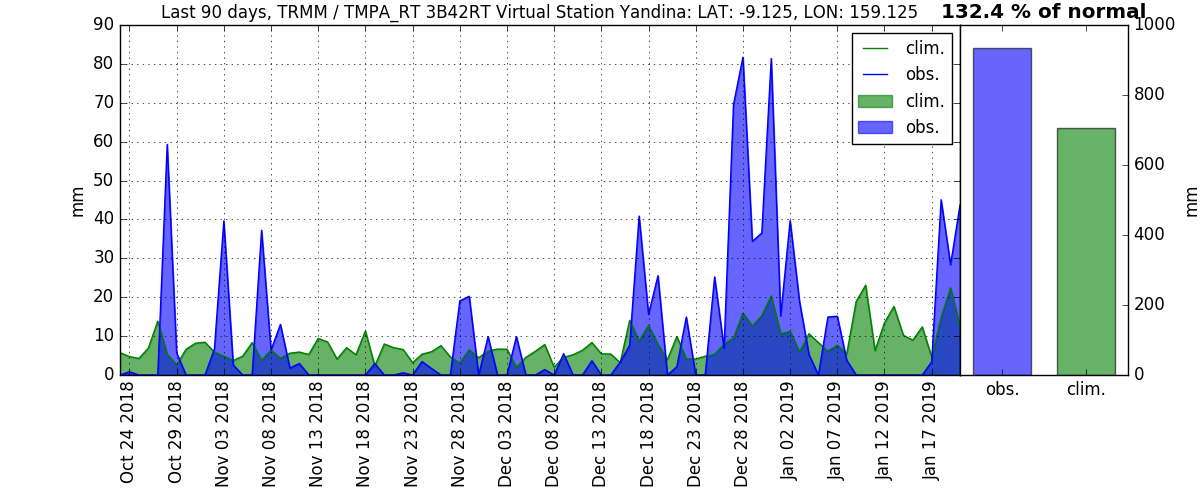 Last 90 days, TRMM / TMPA_RT 3B42RT Virtual Station Yandina: LAT: -9.125, LON: 159.125
132.4 % of normal
90
80
70
60
50
40
30
20
10
0
mm
clim.
obs.
clim.
obs.
Oct 24 2018
Oct 29 2018
Nov 03 2018
Nov 08 2018
Nov 13 2018
Nov 18 2018
Nov 23 2018
Nov 28 2018
Dec 03 2018
Dec 08 2018
Dec 13 2018
Dec 18 2018
Dec 23 2018
Dec 28 2018
Jan 02 2019
Jan 07 2019
Jan 12 2019
Jan 17 2019
1000
800
600
400
200
0
mm
obs.
clim.